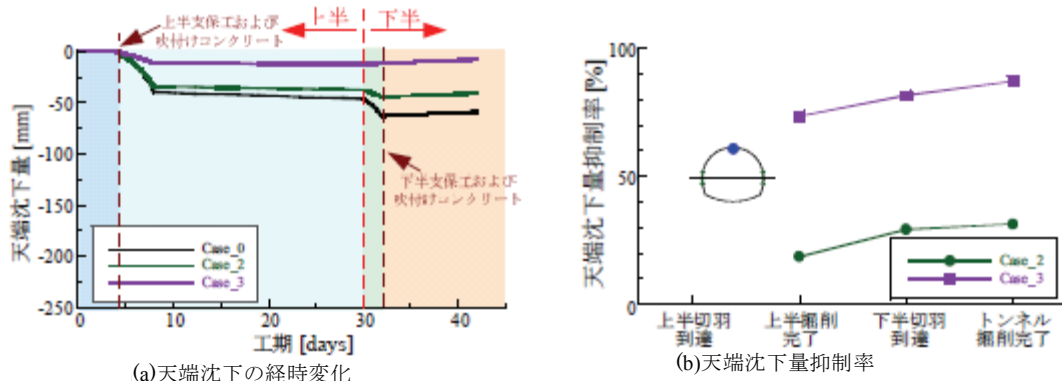 上半支保工および
吹付けコンクリート
上半
下半
0
-50
-100
-150
-200
-250
天端沈下量 [mm]
下半支保工および
吹付けコンクリート
Case_0
Case_2
Case_3
0
10
20
30
40
工期 [days]
(a)天端沈下の経時変化
100
50
0
天端沈下量抑制率 [%]
Case_2
Case_3
上半切羽
到達
上半掘削
完了
下半切羽
到達
トンネル
掘削完了
(b)天端沈下量抑制率